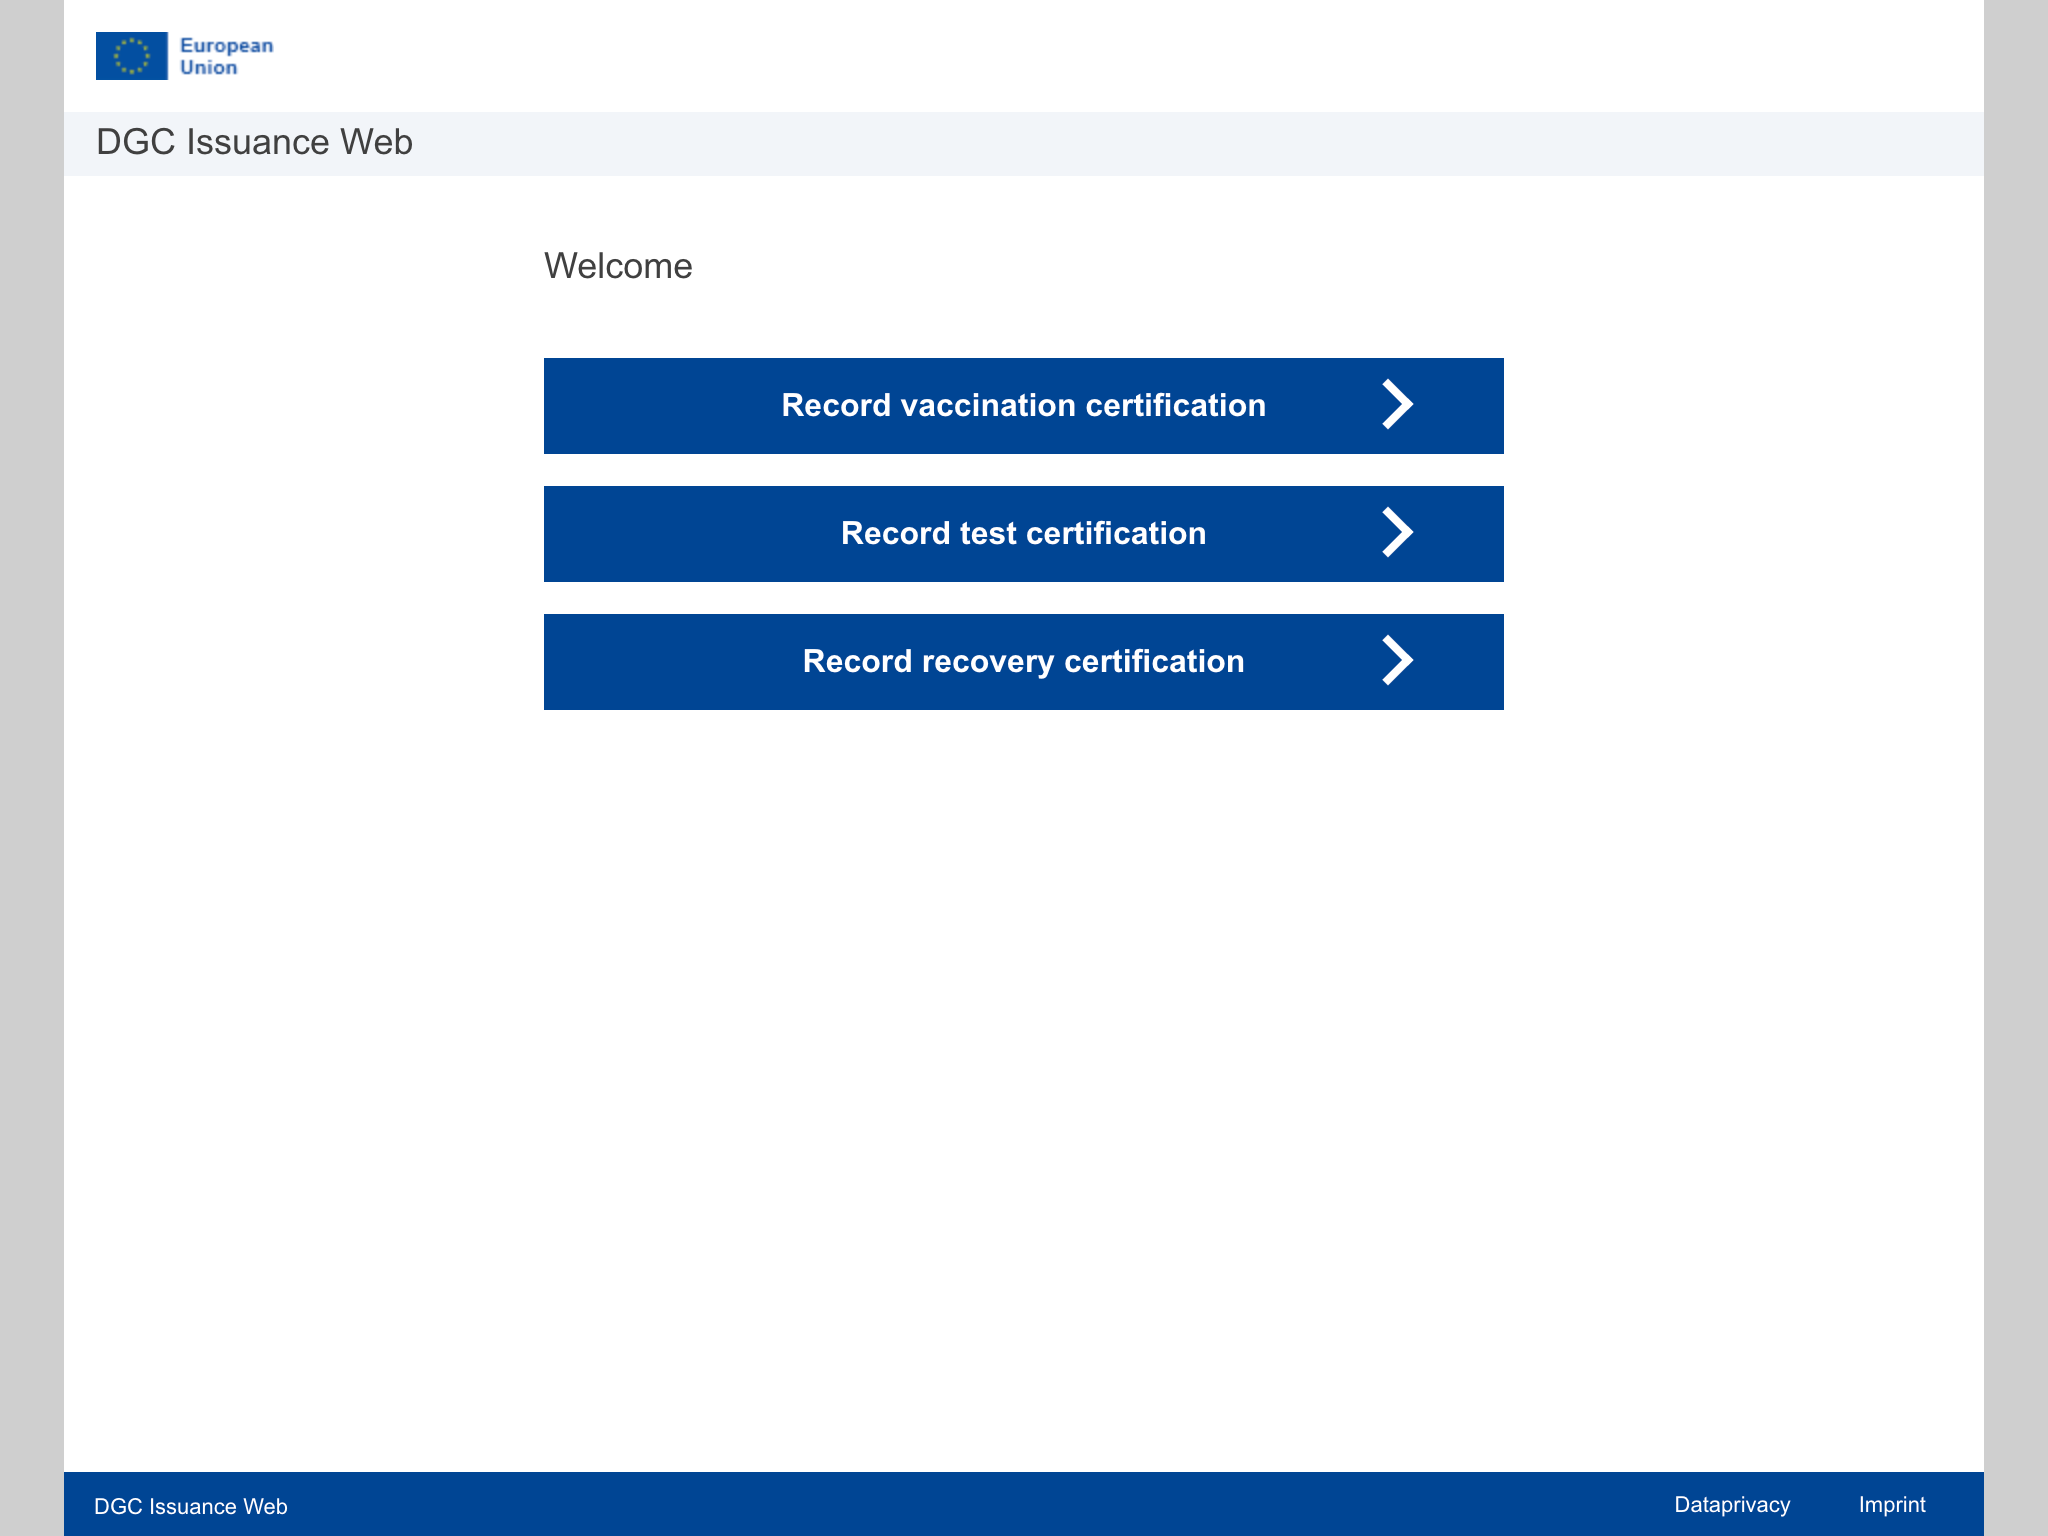 European
Union
DGC Issuance Web
Welcome
Record vaccination certification
Record test certification
Record recovery certification
DGC Issuance Web
Dataprivacy
Imprint